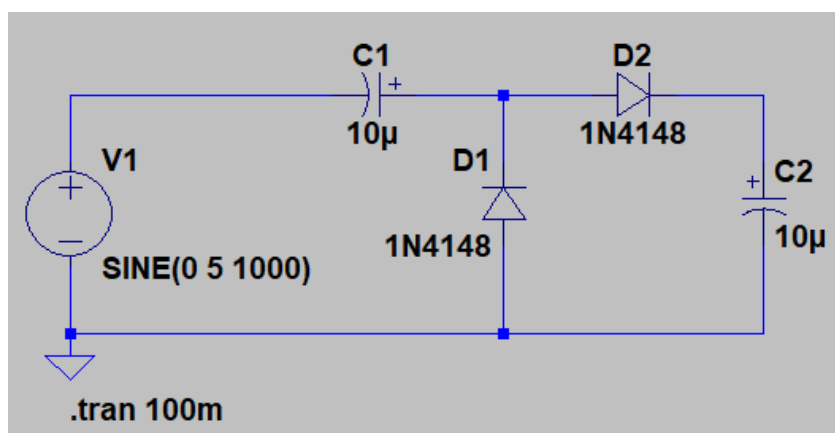 C1
D2
10µ
1N4148
V1
D1
C2
1N4148
10µ
SINE(0 5 1000)
.tran 100m